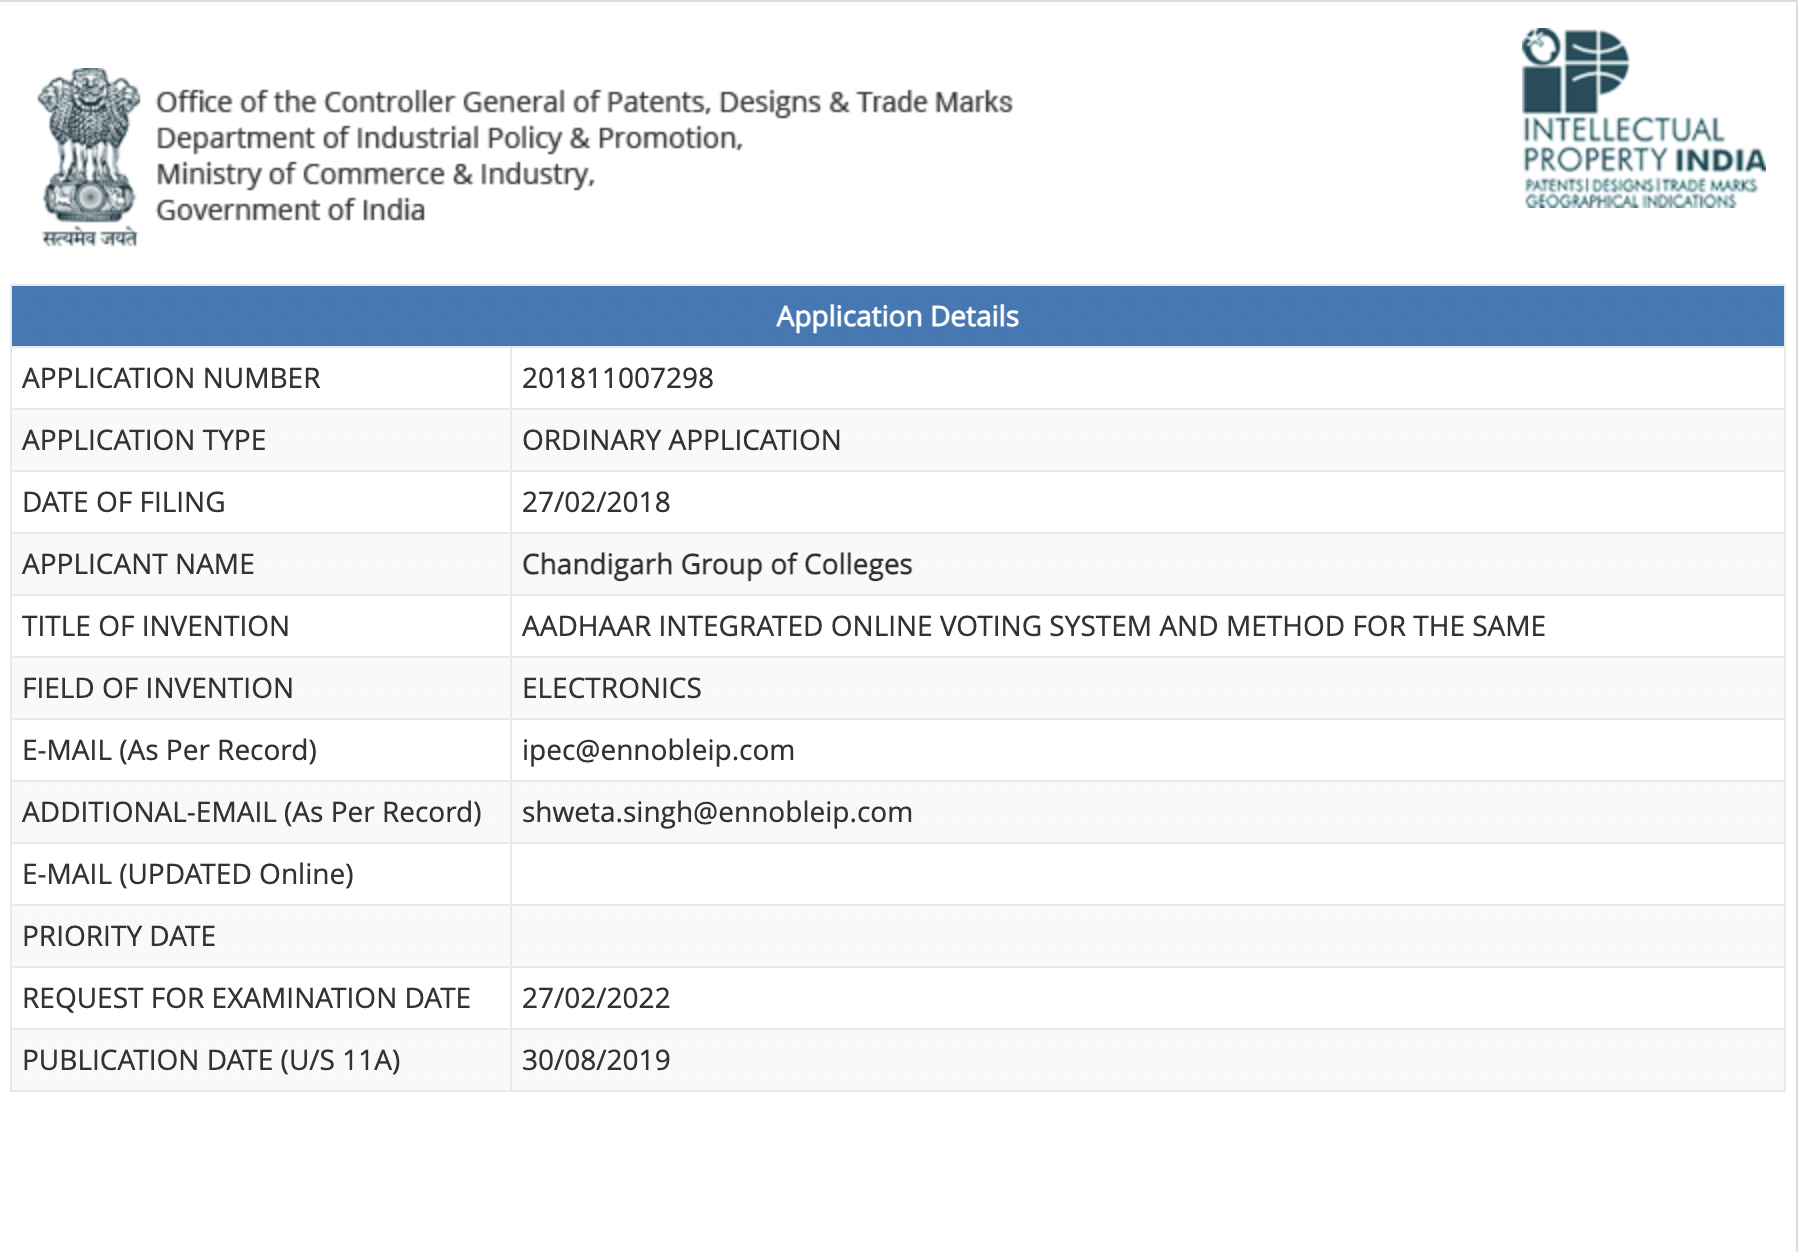 Office of the Controller General of Patents, Designs & Trade Marks
Department of Industrial Policy & Promotion,
Ministry of Commerce & Industry,
Government of India
सत्यमेव जयते
INTELLECTUAL
PROPERTY INDIA
PATENTS | DESIGNS | TRADE MARKS
GEOGRAPHICAL INDICATIONS
Application Details
APPLICATION NUMBER 201811007298
APPLICATION TYPE ORDINARY APPLICATION
DATE OF FILING 27/02/2018
APPLICANT NAME Chandigarh Group of Colleges
TITLE OF INVENTION AADHAAR INTEGRATED ONLINE VOTING SYSTEM AND METHOD FOR THE SAME
FIELD OF INVENTION ELECTRONICS
E-MAIL (As Per Record) ipec@ennobleip.com
ADDITIONAL-EMAIL (As Per Record) shweta.singh@ennobleip.com
E-MAIL (UPDATED Online)
PRIORITY DATE
REQUEST FOR EXAMINATION DATE 27/02/2022
PUBLICATION DATE (U/S 11A) 30/08/2019